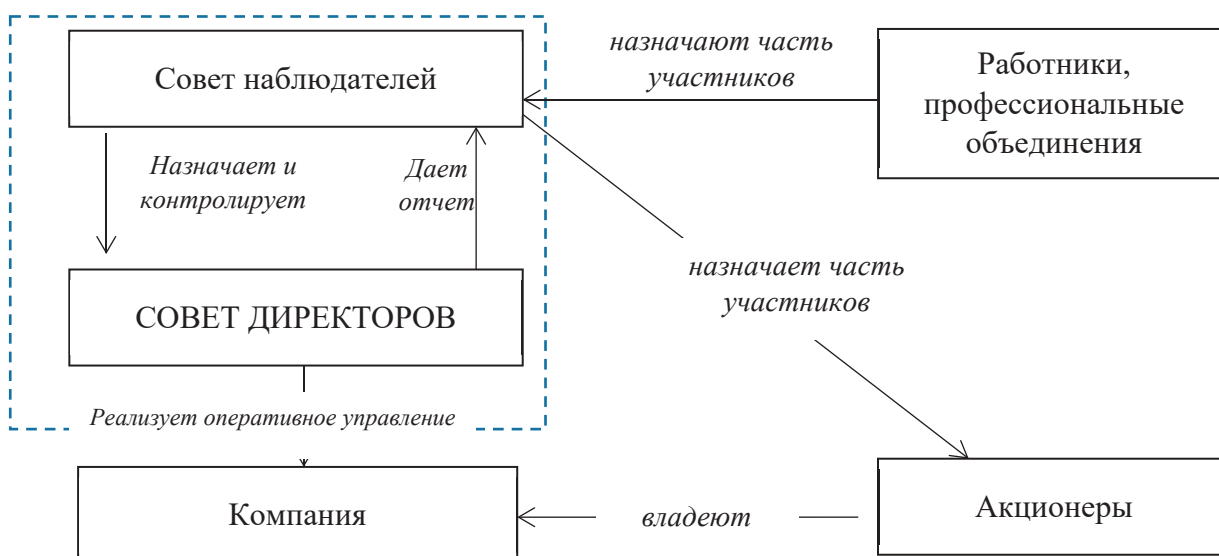 Совет наблюдателей
назначают часть
участников
Работники,
профессиональные
объединения
Назначает и
контролирует
Дает
отчет
назначает часть
участников
СОВЕТ ДИРЕКТОРОВ
Реализует оперативное управление
Компания
владеют
Акционеры